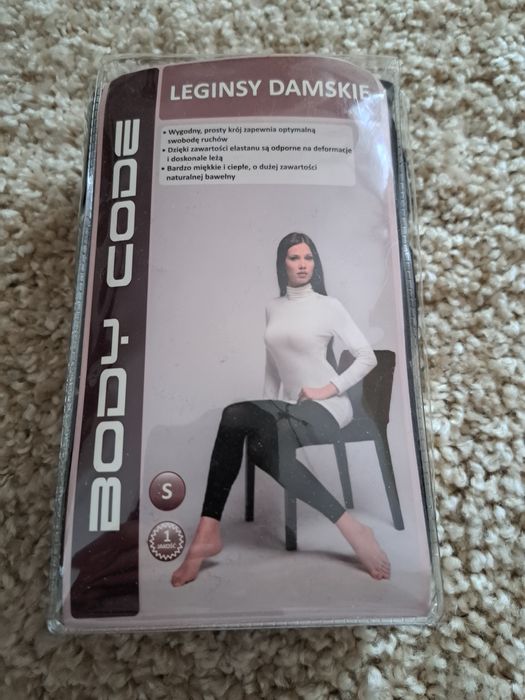 LEGINSY DAMSKIE
• Wygodny, prosty krój zapewnia optymalną
swobodę ruchów
• Dzięki zawartości elastanu są odporne na deformacje
i doskonale leżą
• Bardzo miękkie i ciepłe, o dużej zawartości
naturalnej bawełny
BODY CODE
S
1
JAKOŚĆ